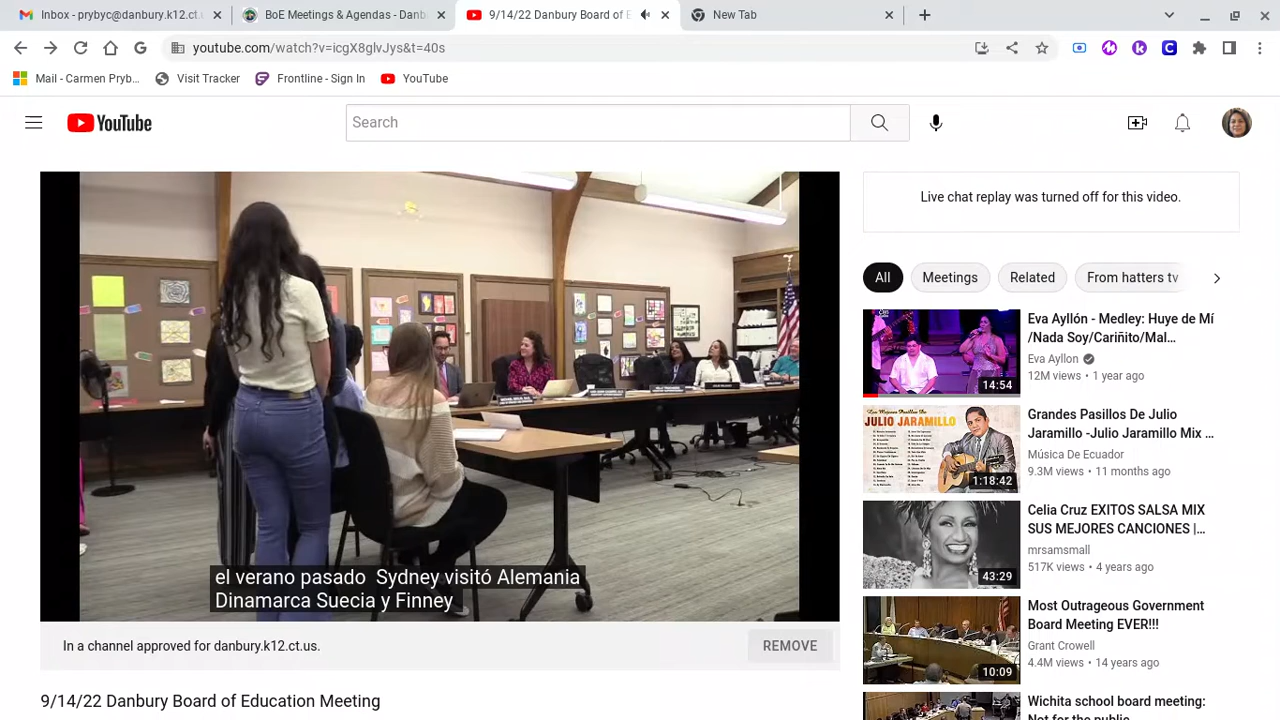 Inbox - prybyc@danbury.k12.ct.u
BoE Meetings & Agendas - Danb
9/14/22 Danbury Board of E
New Tab
youtube.com/watch?v=icgX8glvJys&t=40s
Mail - Carmen Pryb...
Visit Tracker
Frontline - Sign In
YouTube
YouTube
Search
Live chat replay was turned off for this video.
All
Meetings
Related
From hatters tv
Eva Ayllón - Medley: Huye de Mí
/Nada Soy/Cariñito/Mal...
Eva Ayllon
12M views • 1 year ago
14:54
Grandes Pasillos De Julio
Jaramillo -Julio Jaramillo Mix ...
Música De Ecuador
9.3M views • 11 months ago
JULIO JARAMILLO
1:18:42
Celia Cruz EXITOS SALSA MIX
SUS MEJORES CANCIONES |...
mrsamsmall
517K views • 4 years ago
43:29
Most Outrageous Government
Board Meeting EVER!!!
Grant Crowell
4.4M views • 14 years ago
10:09
Wichita school board meeting:
Not for the public
el verano pasado  Sydney visitó Alemania
Dinamarca Suecia y Finney
In a channel approved for danbury.k12.ct.us.
REMOVE
9/14/22 Danbury Board of Education Meeting